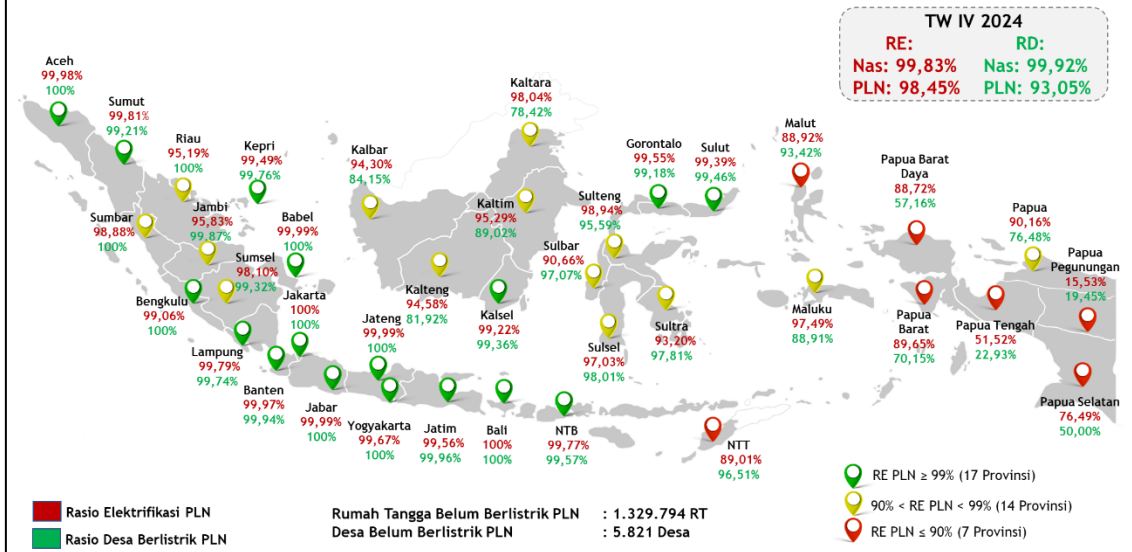 TW IV 2024
RE:
Nas: 99,83%
PLN: 98,45%
RD:
Nas: 99,92%
PLN: 93,05%
Aceh
99,98%
100%
Sumut
99,81%
99,21%
Riau
95,19%
100%
Kepri
99,49%
99,76%
Sumbar
98,88%
100%
Jambi
95,83%
99,87%
Babel
99,99%
100%
Sumsel
98,10%
99,32%
Bengkulu
99,06%
100%
Lampung
99,79%
99,74%
Jakarta
100%
100%
Banten
99,97%
99,94%
Jabar
99,99%
100%
Jateng
99,99%
100%
Yogyakarta
99,67%
100%
Jatim
99,56%
99,96%
Bali
100%
100%
NTB
99,77%
99,57%
NTT
89,01%
96,51%
Kalbar
94,30%
84,15%
Kaltara
98,04%
78,42%
Kaltim
95,29%
89,02%
Kalteng
94,58%
81,92%
Kalsel
99,22%
99,36%
Gorontalo
99,55%
99,18%
Sulut
99,39%
99,46%
Sulteng
98,94%
95,59%
Sulbar
90,66%
97,07%
Sulsel
97,03%
98,01%
Sultra
93,20%
97,81%
Malut
88,92%
93,42%
Maluku
97,49%
88,91%
Papua Barat
Daya
88,72%
57,16%
Papua
Barat
89,65%
70,15%
Papua
90,16%
76,48%
Papua
Pegunungan
15,53%
19,45%
Papua Tengah
51,52%
22,93%
Papua Selatan
76,49%
50,00%
Rasio Elektrifikasi PLN
Rasio Desa Berlistrik PLN
Rumah Tangga Belum Berlistrik PLN : 1.329.794 RT
Desa Belum Berlistrik PLN : 5.821 Desa
RE PLN ≥ 99% (17 Provinsi)
90% < RE PLN < 99% (14 Provinsi)
RE PLN ≤ 90% (7 Provinsi)